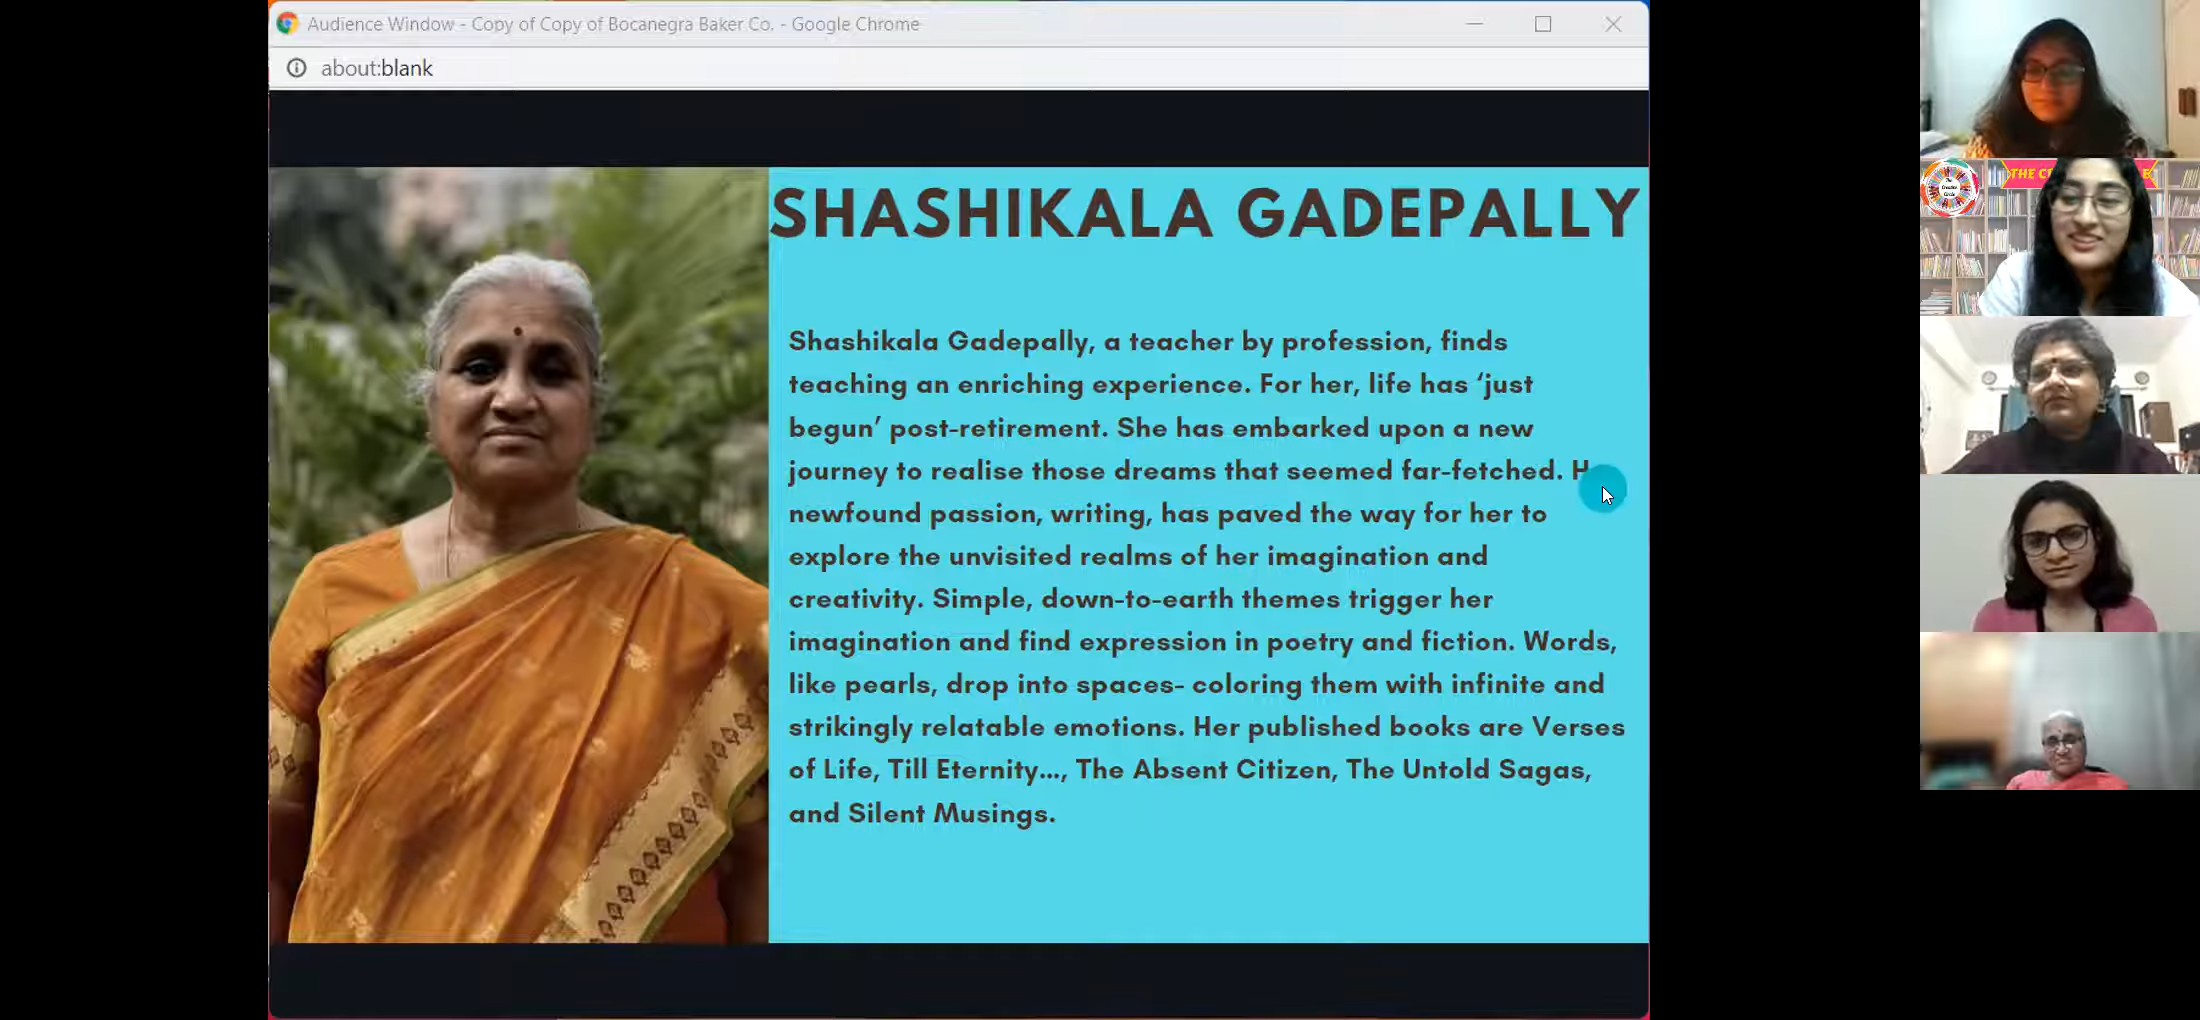 Audience Window - Copy of Copy of Bocanegra Baker Co. - Google Chrome
about:blank
SHASHIKALA GADEPALLY
Shashikala Gadepally, a teacher by profession, finds
teaching an enriching experience. For her, life has ‘just
begun’ post-retirement. She has embarked upon a new
journey to realise those dreams that seemed far-fetched.
newfound passion, writing, has paved the way for her to
explore the unvisited realms of her imagination and
creativity. Simple, down-to-earth themes trigger her
imagination and find expression in poetry and fiction. Words,
like pearls, drop into spaces- coloring them with infinite and
strikingly relatable emotions. Her published books are Verses
of Life, Till Eternity..., The Absent Citizen, The Untold Sagas,
and Silent Musings.
The
Creative
Circle
THE